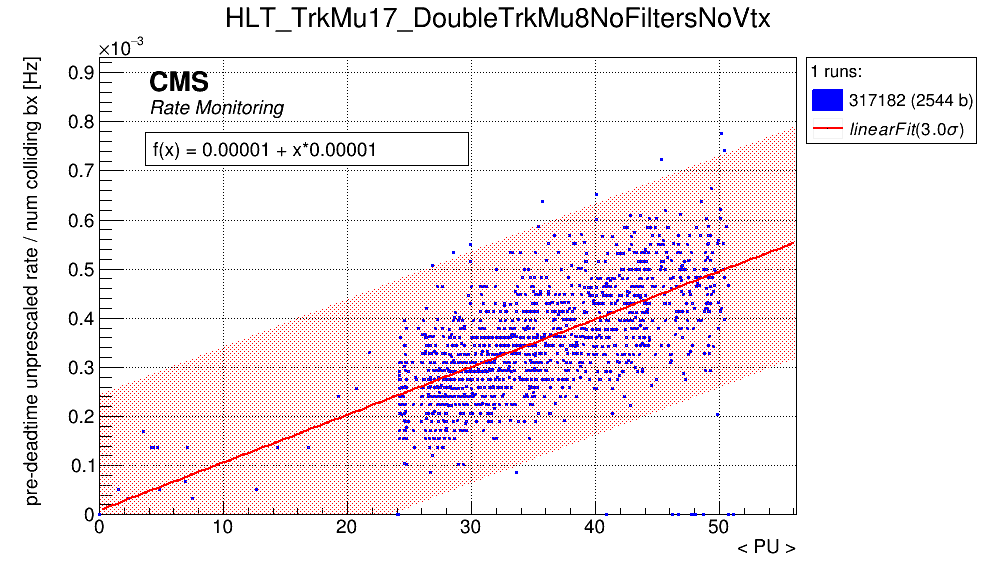 HLT_TrkMu17_DoubleTrkMu8NoFiltersNoVtx
×10⁻³
pre-deadtime unprescaled rate / num colliding bx [Hz]
0.9
0.8
0.7
0.6
0.5
0.4
0.3
0.2
0.1
0
CMS
Rate Monitoring
f(x) = 0.00001 + x*0.00001
1 runs:
317182 (2544 b)
linearFit(3.0σ)
0 10 20 30 40 50
< PU >